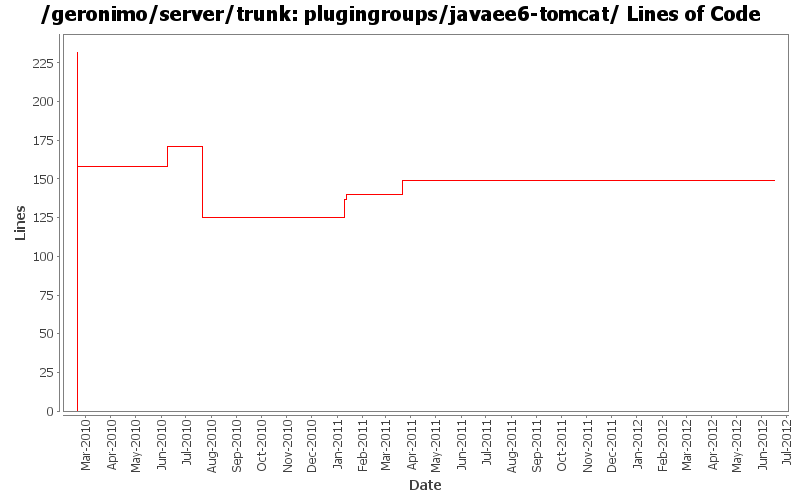 /geronimo/server/trunk: plugingroups/javaee6-tomcat/ Lines of Code
225
200
175
150
125
100
75
50
25
0
Lines
Mar-2010
Apr-2010
May-2010
Jun-2010
Jul-2010
Aug-2010
Sep-2010
Oct-2010
Nov-2010
Dec-2010
Jan-2011
Feb-2011
Mar-2011
Apr-2011
May-2011
Jun-2011
Jul-2011
Aug-2011
Sep-2011
Oct-2011
Nov-2011
Dec-2011
Jan-2012
Feb-2012
Mar-2012
Apr-2012
May-2012
Jun-2012
Jul-2012
Date